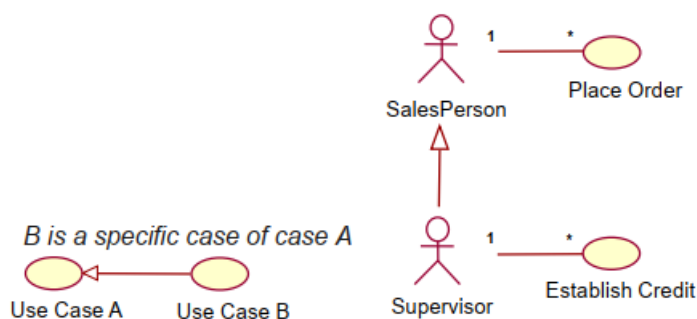 1 *
Place Order
SalesPerson
B is a specific case of case A
1 *
Use Case A Use Case B Supervisor Establish Credit